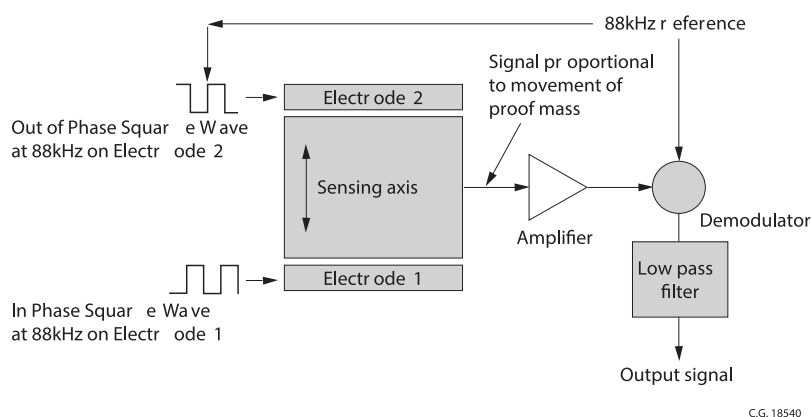 88kHz r eference
Signal pr oportional
to movement of
proof mass
Electr ode 2
Out of Phase Squar e W ave
at 88kHz on Electr ode 2
Sensing axis
Amplifier
Demodulator
Electr ode 1
Low pass
filter
In Phase Squar e Wa ve
at 88kHz on Electr ode 1
Output signal
C.G. 18540